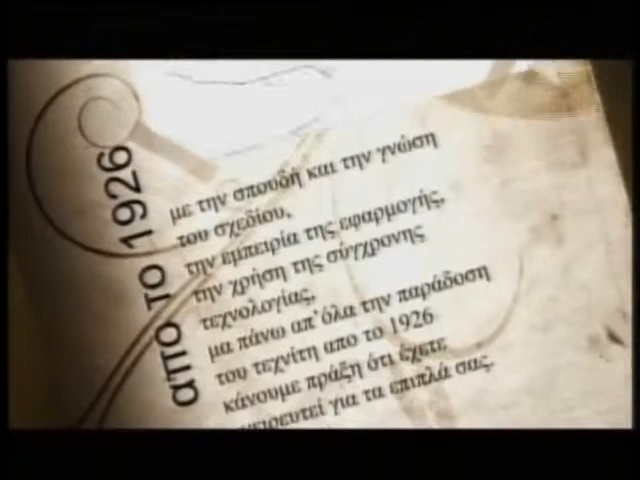 απο το 1926
με την σπουδή και την γνώση
του σχεδίου,
την εμπειρία της εφαρμογής,
την χρήση της σύγχρονης
τεχνολογίας,
μα πάνω απ'όλα την παράδοση
του τεχνίτη απο το 1926
κάνουμε πράξη ότι έχετε
ονειρευτεί για τα επιπλά σας.